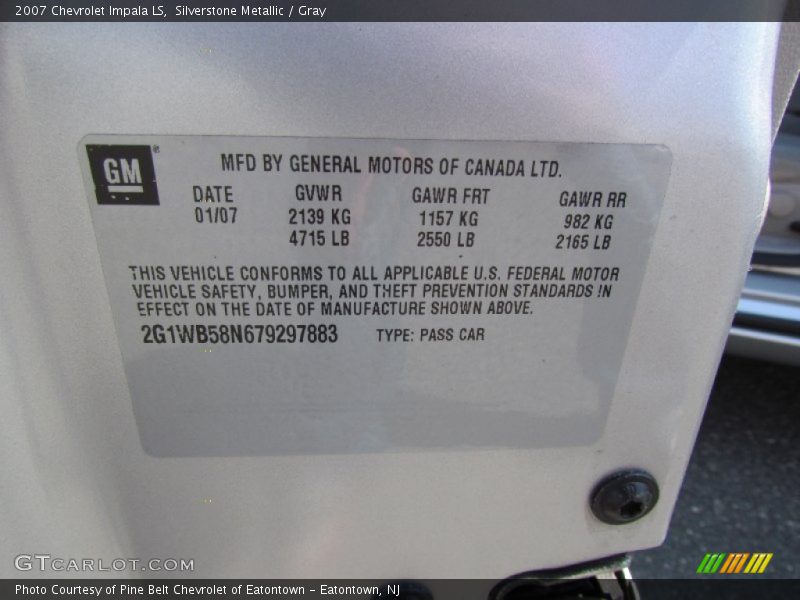 2007 Chevrolet Impala LS, Silverstone Metallic / Gray
GM®
MFD BY GENERAL MOTORS OF CANADA LTD.
DATE GVWR GAWR FRT GAWR RR
01/07 2139 KG 1157 KG 982 KG
4715 LB 2550 LB 2165 LB
THIS VEHICLE CONFORMS TO ALL APPLICABLE U.S. FEDERAL MOTOR
VEHICLE SAFETY, BUMPER, AND THEFT PREVENTION STANDARDS IN
EFFECT ON THE DATE OF MANUFACTURE SHOWN ABOVE.
2G1WB58N679297883 TYPE: PASS CAR
GTCARLOT.COM
Photo Courtesy of Pine Belt Chevrolet of Eatontown – Eatontown, NJ